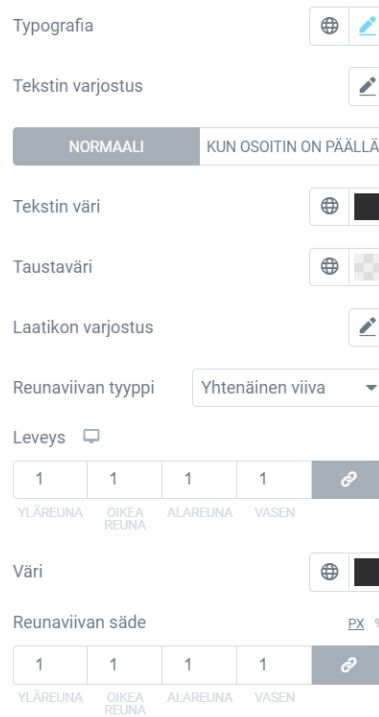 Typografia
Tekstin varjostus
NORMAALI KUN OSOITIN ON PÄÄLLÄ
Tekstin väri
Taustaväri
Laatikon varjostus
Reunaviivan tyyppi Yhtenäinen viiva
Leveys
1 1 1 1
YLÄREUNA OIKEA REUNA ALAREUNA VASEN
Väri
Reunaviivan säde PX %
1 1 1 1
YLÄREUNA OIKEA REUNA ALAREUNA VASEN